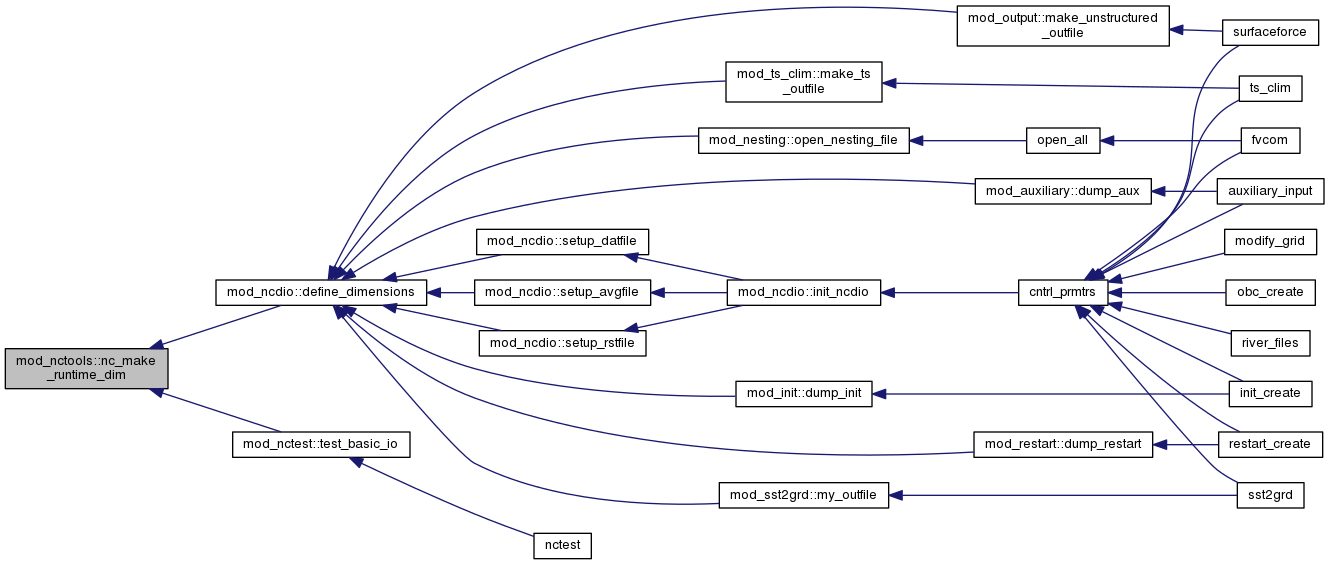 mod_output::make_unstructured
_outfile
surfaceforce
mod_ts_clim::make_ts
_outfile
ts_clim
mod_nesting::open_nesting_file
open_all
fvcom
mod_auxiliary::dump_aux
auxiliary_input
mod_ncdio::setup_datfile
modify_grid
mod_ncdio::define_dimensions
mod_ncdio::setup_avgfile
mod_ncdio::init_ncdio
cntrl_prmtrs
obc_create
mod_ncdio::setup_rstfile
river_files
mod_nctools::nc_make
_runtime_dim
mod_init::dump_init
init_create
mod_nctest::test_basic_io
mod_restart::dump_restart
restart_create
mod_sst2grd::my_outfile
sst2grd
nctest